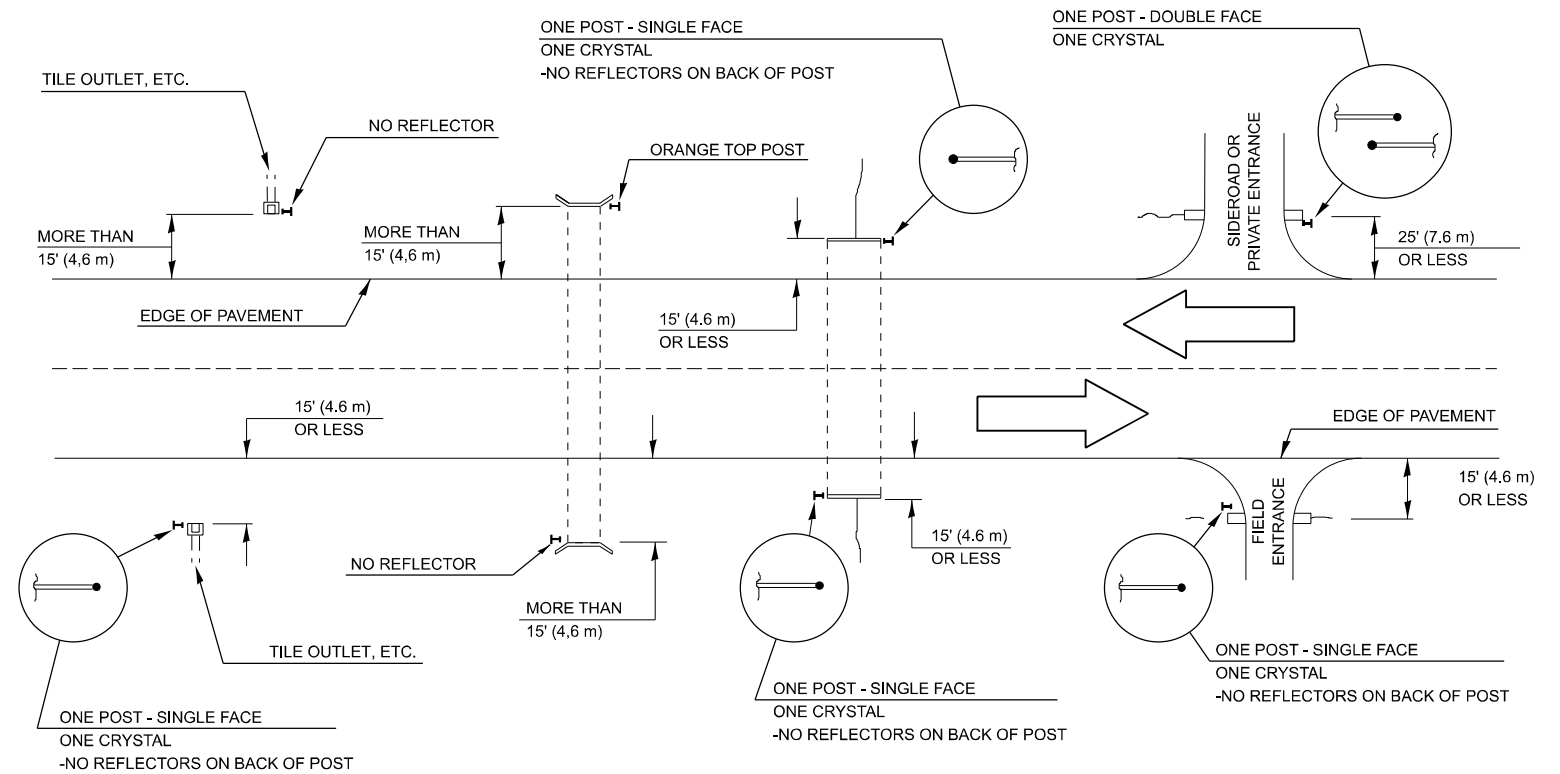 ONE POST - SINGLE FACE
ONE CRYSTAL
-NO REFLECTORS ON BACK OF POST
ONE POST - DOUBLE FACE
ONE CRYSTAL
TILE OUTLET, ETC.
NO REFLECTOR
ORANGE TOP POST
SIDEROAD OR
PRIVATE ENTRANCE
MORE THAN
15' (4,6 m)
MORE THAN
15' (4,6 m)
25' (7.6 m)
OR LESS
EDGE OF PAVEMENT
15' (4.6 m)
OR LESS
15' (4.6 m)
OR LESS
EDGE OF PAVEMENT
15' (4.6 m)
OR LESS
FIELD
ENTRANCE
15' (4.6 m)
OR LESS
NO REFLECTOR
MORE THAN
15' (4,6 m)
TILE OUTLET, ETC.
ONE POST - SINGLE FACE
ONE CRYSTAL
-NO REFLECTORS ON BACK OF POST
ONE POST - SINGLE FACE
ONE CRYSTAL
-NO REFLECTORS ON BACK OF POST
ONE POST - SINGLE FACE
ONE CRYSTAL
-NO REFLECTORS ON BACK OF POST